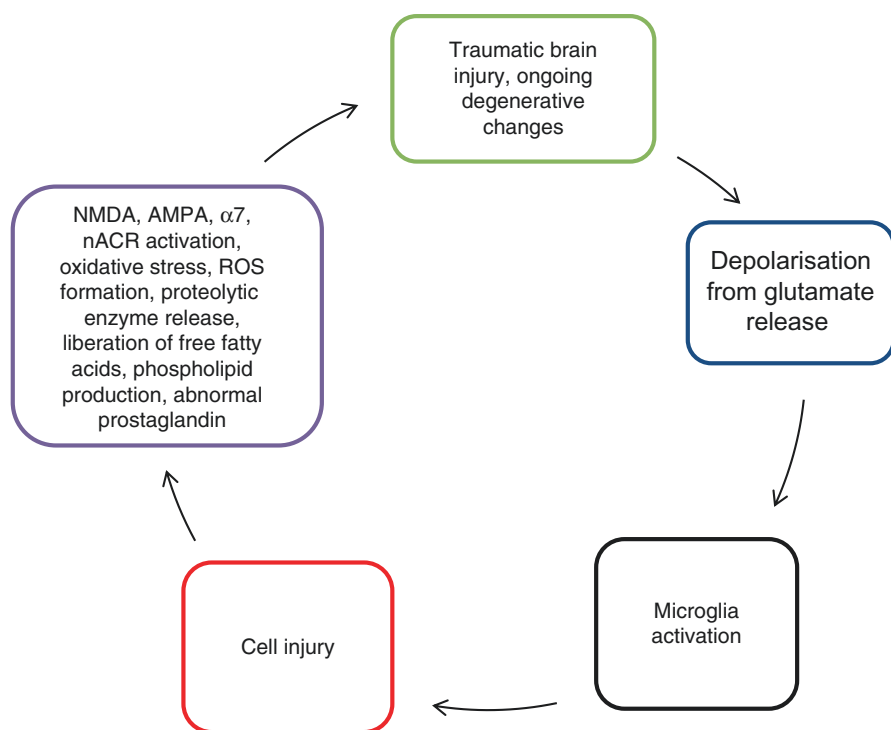 Traumatic brain
injury, ongoing
degenerative
changes
Depolarisation
from glutamate
release
Microglia
activation
Cell injury
NMDA, AMPA, α7,
nACR activation,
oxidative stress, ROS
formation, proteolytic
enzyme release,
liberation of free fatty
acids, phospholipid
production, abnormal
prostaglandin